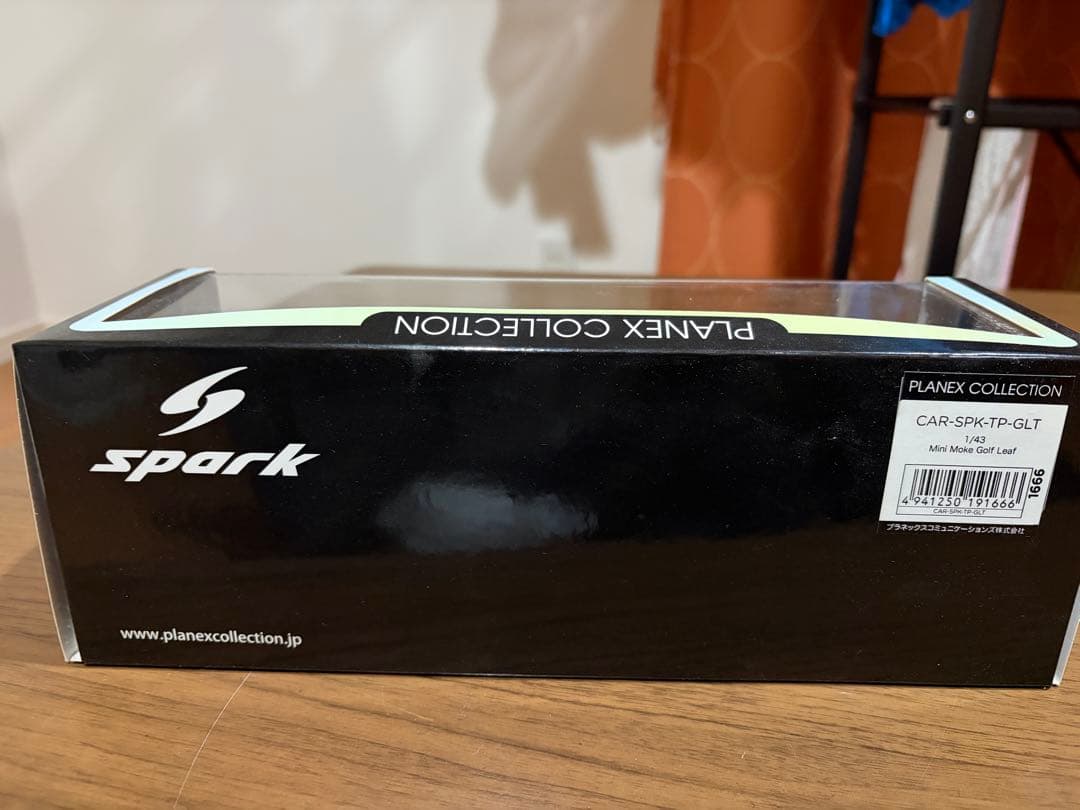 PLANEX COLLECTION
spark
PLANEX COLLECTION
CAR-SPK-TP-GLT
1/43
Mini Moke Golf Leaf
1666
4 941250 191666
CAR-SPK-TP-GLT
プラネックスコミュニケーションズ株式会社
www.planexcollection.jp